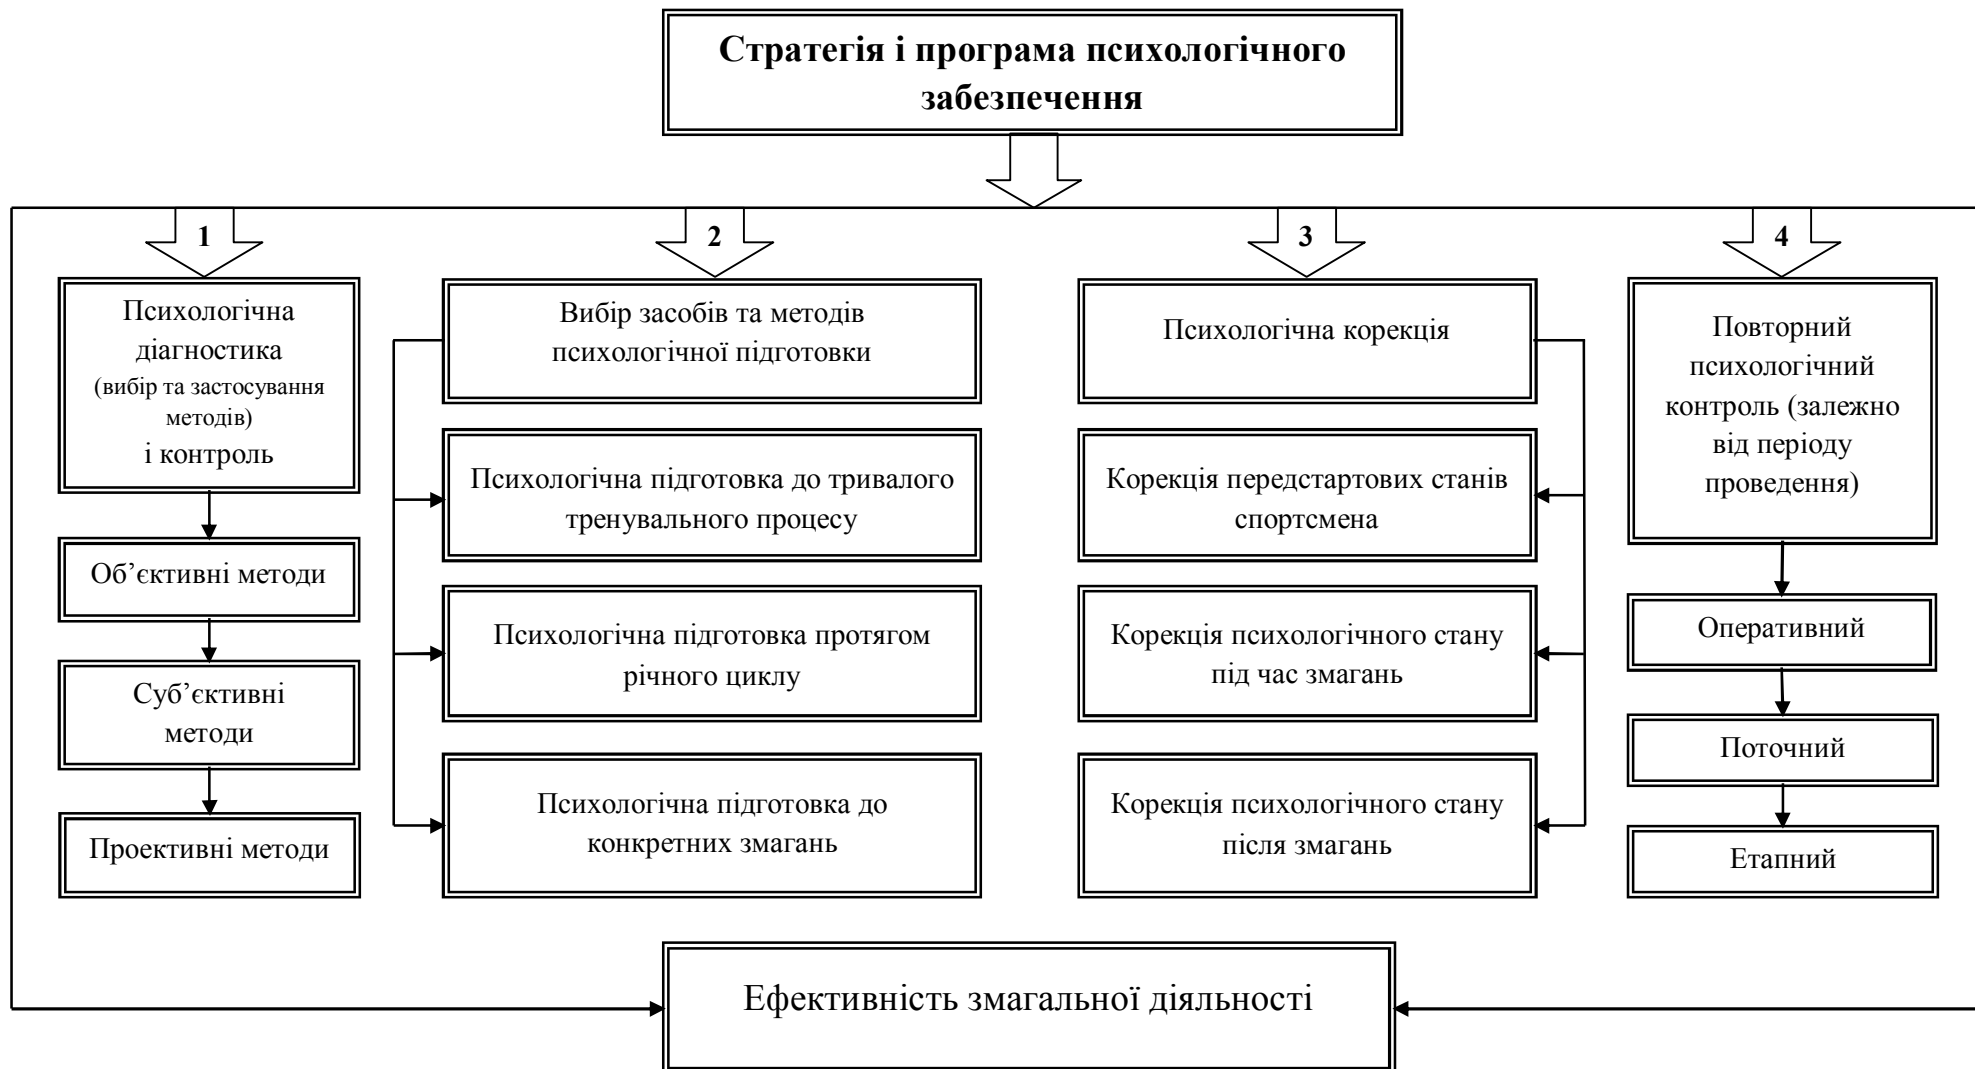 Стратегія і програма психологічного
забезпечення
1
2
3
4
Психологічна
діагностика
(вибір та застосування
методів)
і контроль
Об’єктивні методи
Суб’єктивні
методи
Проективні методи
Вибір засобів та методів
психологічної підготовки
Психологічна підготовка до тривалого
тренувального процесу
Психологічна підготовка протягом
річного циклу
Психологічна підготовка до
конкретних змагань
Психологічна корекція
Корекція передстартових станів
спортсмена
Корекція психологічного стану
під час змагань
Корекція психологічного стану
після змагань
Повторний
психологічний
контроль (залежно
від періоду
проведення)
Оперативний
Поточний
Етапний
Ефективність змагальної діяльності